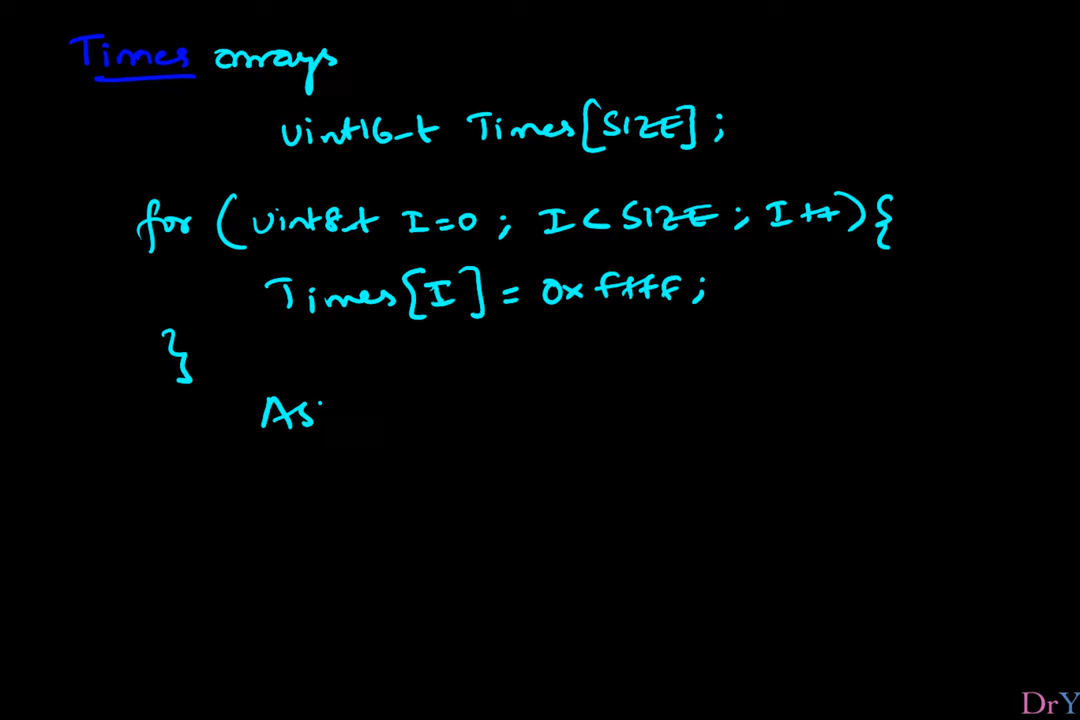 Times arrays
uint16_t Times[SIZE];
for (uint8_t I=0; I<SIZE; I++){
Times[I] = 0xffff;
}
As
DrY